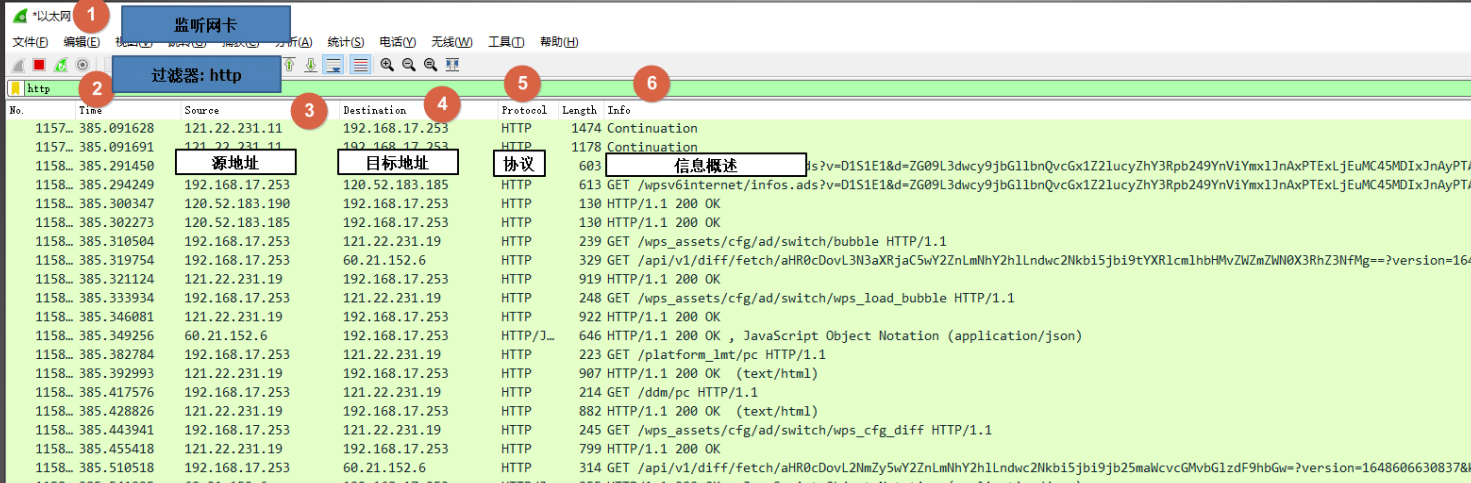 *以太网 1 监听网卡
文件(F) 编辑(E) 分析(A) 统计(S) 电话(Y) 无线(W) 工具(T) 帮助(H)
过滤器: http
http 2 3 4 5 6
No. Time Source Destination Protocol Length Info
1157… 385.091628 121.22.231.11 192.168.17.253 HTTP 1474 Continuation
1157… 385.091691 121.22.231.11 192.168.17.253 HTTP 1178 Continuation
1158… 385.291450 源地址 目标地址 协议 603 信息概述 ds?v=D1S1E1&d=ZG09L3dwcy9jbGllbnQvcGx1Z2lucyZhY3Rpb249YnViYmxlJnAxPTExLjEuMC45MDIxJnAyPTA
1158… 385.294249 192.168.17.253 120.52.183.185 HTTP 613 GET /wpsv6internet/infos.ads?v=D1S1E1&d=ZG09L3dwcy9jbGllbnQvcGx1Z2lucyZhY3Rpb249YnViYmxlJnAxPTExLjEuMC45MDIxJnAyPTA
1158… 385.300347 120.52.183.190 192.168.17.253 HTTP 130 HTTP/1.1 200 OK
1158… 385.302273 120.52.183.185 192.168.17.253 HTTP 130 HTTP/1.1 200 OK
1158… 385.310504 192.168.17.253 121.22.231.19 HTTP 239 GET /wps_assets/cfg/ad/switch/bubble HTTP/1.1
1158… 385.319754 192.168.17.253 60.21.152.6 HTTP 329 GET /api/v1/diff/fetch/aHR0cDovL3N3aXRjaC5wY2ZnLmNhY2hlLndwc2Nkbi5jbi9tYXRlcmlhbHMvZWZmZWN0X3RhZ3NfMg==?version=164
1158… 385.321124 121.22.231.19 192.168.17.253 HTTP 919 HTTP/1.1 200 OK
1158… 385.333934 192.168.17.253 121.22.231.19 HTTP 248 GET /wps_assets/cfg/ad/switch/wps_load_bubble HTTP/1.1
1158… 385.346081 121.22.231.19 192.168.17.253 HTTP 922 HTTP/1.1 200 OK
1158… 385.349256 60.21.152.6 192.168.17.253 HTTP/J… 646 HTTP/1.1 200 OK , JavaScript Object Notation (application/json)
1158… 385.382784 192.168.17.253 121.22.231.19 HTTP 223 GET /platform_lmt/pc HTTP/1.1
1158… 385.392993 121.22.231.19 192.168.17.253 HTTP 907 HTTP/1.1 200 OK (text/html)
1158… 385.417576 192.168.17.253 121.22.231.19 HTTP 214 GET /ddm/pc HTTP/1.1
1158… 385.428826 121.22.231.19 192.168.17.253 HTTP 882 HTTP/1.1 200 OK (text/html)
1158… 385.443941 192.168.17.253 121.22.231.19 HTTP 245 GET /wps_assets/cfg/ad/switch/wps_cfg_diff HTTP/1.1
1158… 385.455418 121.22.231.19 192.168.17.253 HTTP 799 HTTP/1.1 200 OK
1158… 385.510518 192.168.17.253 60.21.152.6 HTTP 314 GET /api/v1/diff/fetch/aHR0cDovL2NmZy5wY2ZnLmNhY2hlLndwc2Nkbi5jbi9jb25maWcvcGMvbGlzdF9hbGw=?version=1648606630837&k